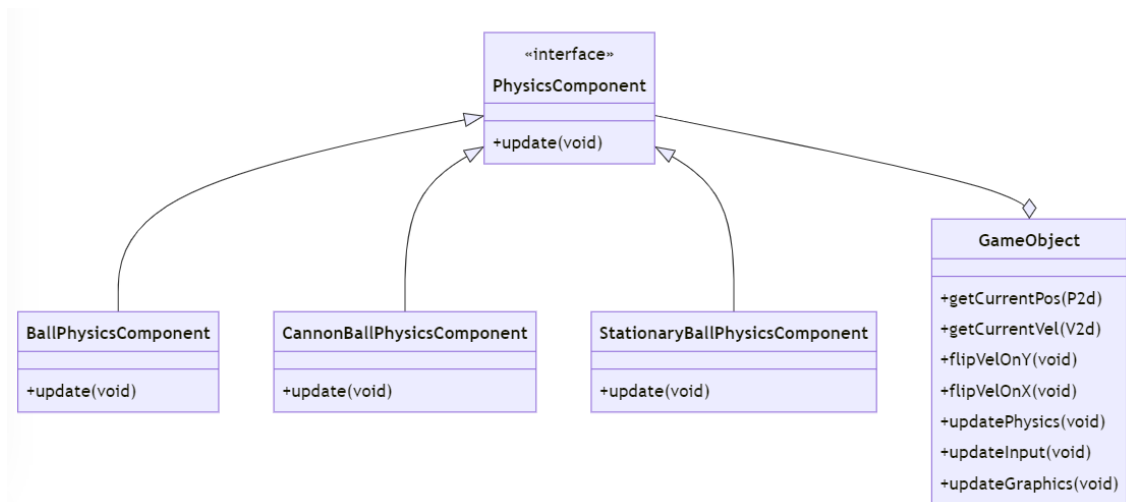 «interface»
PhysicsComponent
+update(void)
GameObject
+getCurrentPos(P2d)
+getCurrentVel(V2d)
+flipVelOnY(void)
+flipVelOnX(void)
+updatePhysics(void)
+updateInput(void)
+updateGraphics(void)
BallPhysicsComponent
+update(void)
CannonBallPhysicsComponent
+update(void)
StationaryBallPhysicsComponent
+update(void)